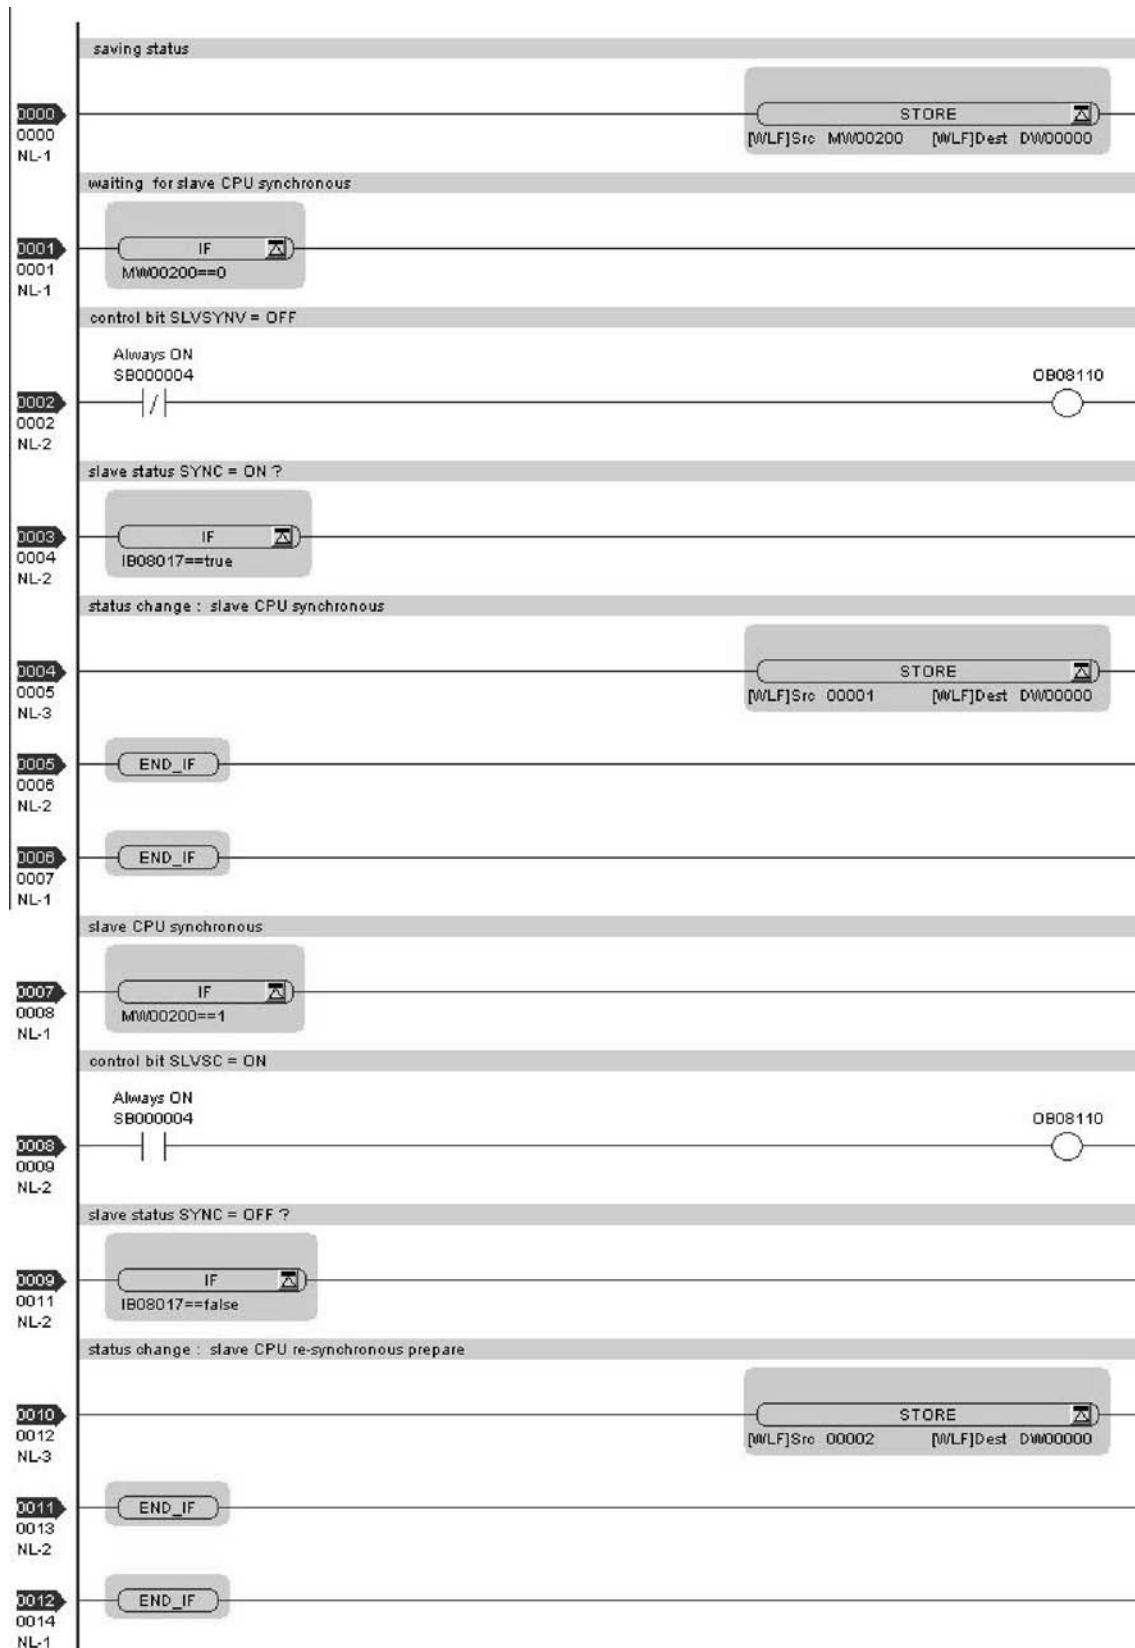 saving status
0000
STORE
0000
[WLF]Src MW00200 [WLF]Dest DW00000
NL-1
waiting for slave CPU synchronous
0001
IF
0001
MW00200==0
NL-1
control bit SLVSYNV = OFF
Always ON
SB000004
OB08110
0002
0002
NL-2
slave status SYNC = ON ?
0003
IF
0004
IB08017==true
NL-2
status change : slave CPU synchronous
0004
STORE
0005
[WLF]Src 00001 [WLF]Dest DW00000
NL-3
0005
END_IF
0006
NL-2
0006
END_IF
0007
NL-1
slave CPU synchronous
0007
IF
0008
MW00200==1
NL-1
control bit SLVSC = ON
Always ON
SB000004
OB08110
0008
0009
NL-2
slave status SYNC = OFF ?
0009
IF
0011
IB08017==false
NL-2
status change : slave CPU re-synchronous prepare
0010
STORE
0012
[WLF]Src 00002 [WLF]Dest DW00000
NL-3
0011
END_IF
0013
NL-2
0012
END_IF
0014
NL-1